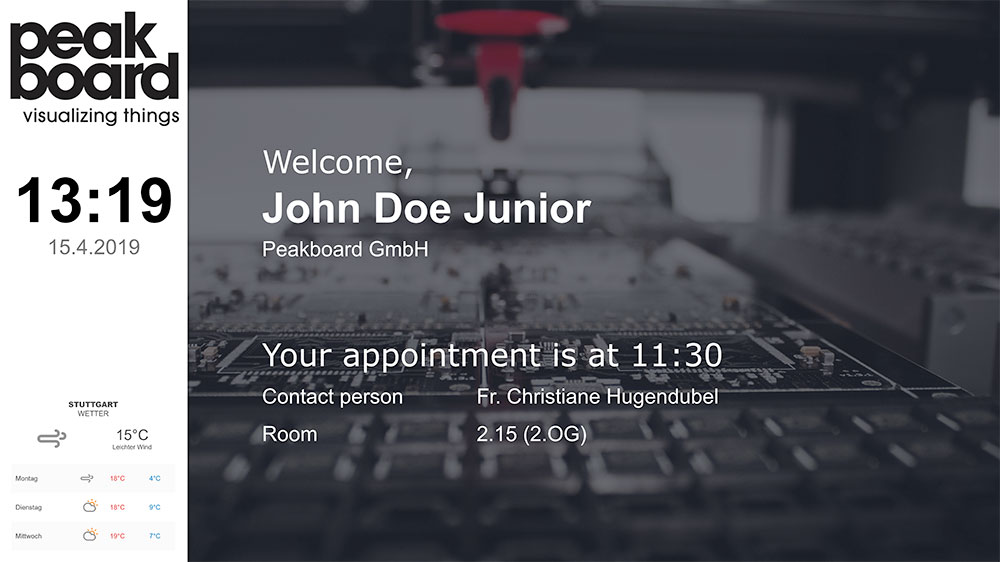 peak
board
visualizing things
13:19
15.4.2019
STUTTGART
WETTER
15°C
Leichter Wind
Montag 18°C 4°C
Dienstag 18°C 9°C
Mittwoch 19°C 7°C
Welcome,
John Doe Junior
Peakboard GmbH
Your appointment is at 11:30
Contact person Fr. Christiane Hugendubel
Room 2.15 (2.OG)